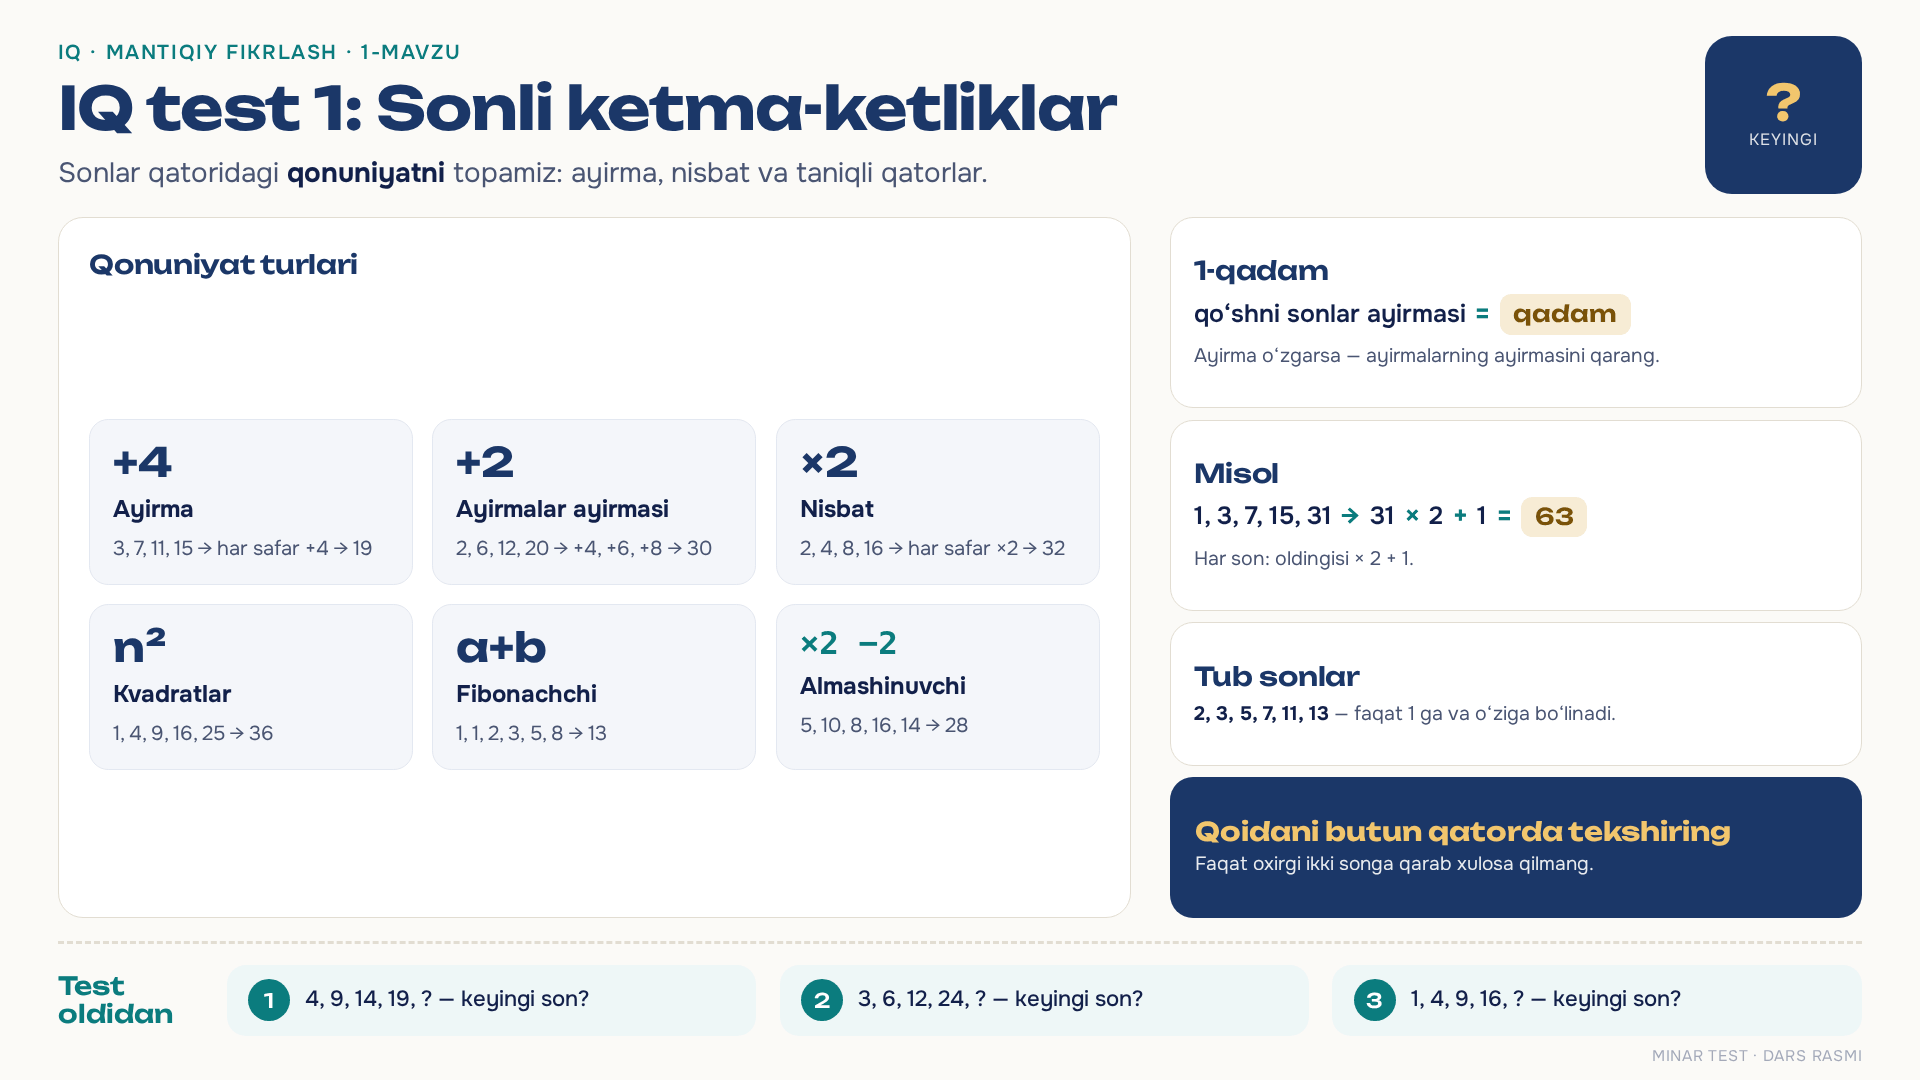 IQ · MANTIQIY FIKRLASH · 1-MAVZU
IQ test 1: Sonli ketma-ketliklar
Sonlar qatoridagi qonuniyatni topamiz: ayirma, nisbat va taniqli qatorlar.
?
KEYINGI
Qonuniyat turlari
+4
Ayirma
3, 7, 11, 15 → har safar +4 → 19
+2
Ayirmalar ayirmasi
2, 6, 12, 20 → +4, +6, +8 → 30
×2
Nisbat
2, 4, 8, 16 → har safar ×2 → 32
n²
Kvadratlar
1, 4, 9, 16, 25 → 36
a+b
Fibonachchi
1, 1, 2, 3, 5, 8 → 13
×2 −2
Almashinuvchi
5, 10, 8, 16, 14 → 28
1-qadam
qo‘shni sonlar ayirmasi = qadam
Ayirma o‘zgarsa — ayirmalarning ayirmasini qarang.
Misol
1, 3, 7, 15, 31 → 31 × 2 + 1 = 63
Har son: oldingisi × 2 + 1.
Tub sonlar
2, 3, 5, 7, 11, 13 — faqat 1 ga va o‘ziga bo‘linadi.
Qoidani butun qatorda tekshiring
Faqat oxirgi ikki songa qarab xulosa qilmang.
Test
oldidan
1 4, 9, 14, 19, ? — keyingi son?
2 3, 6, 12, 24, ? — keyingi son?
3 1, 4, 9, 16, ? — keyingi son?
MINAR TEST · DARS RASMI